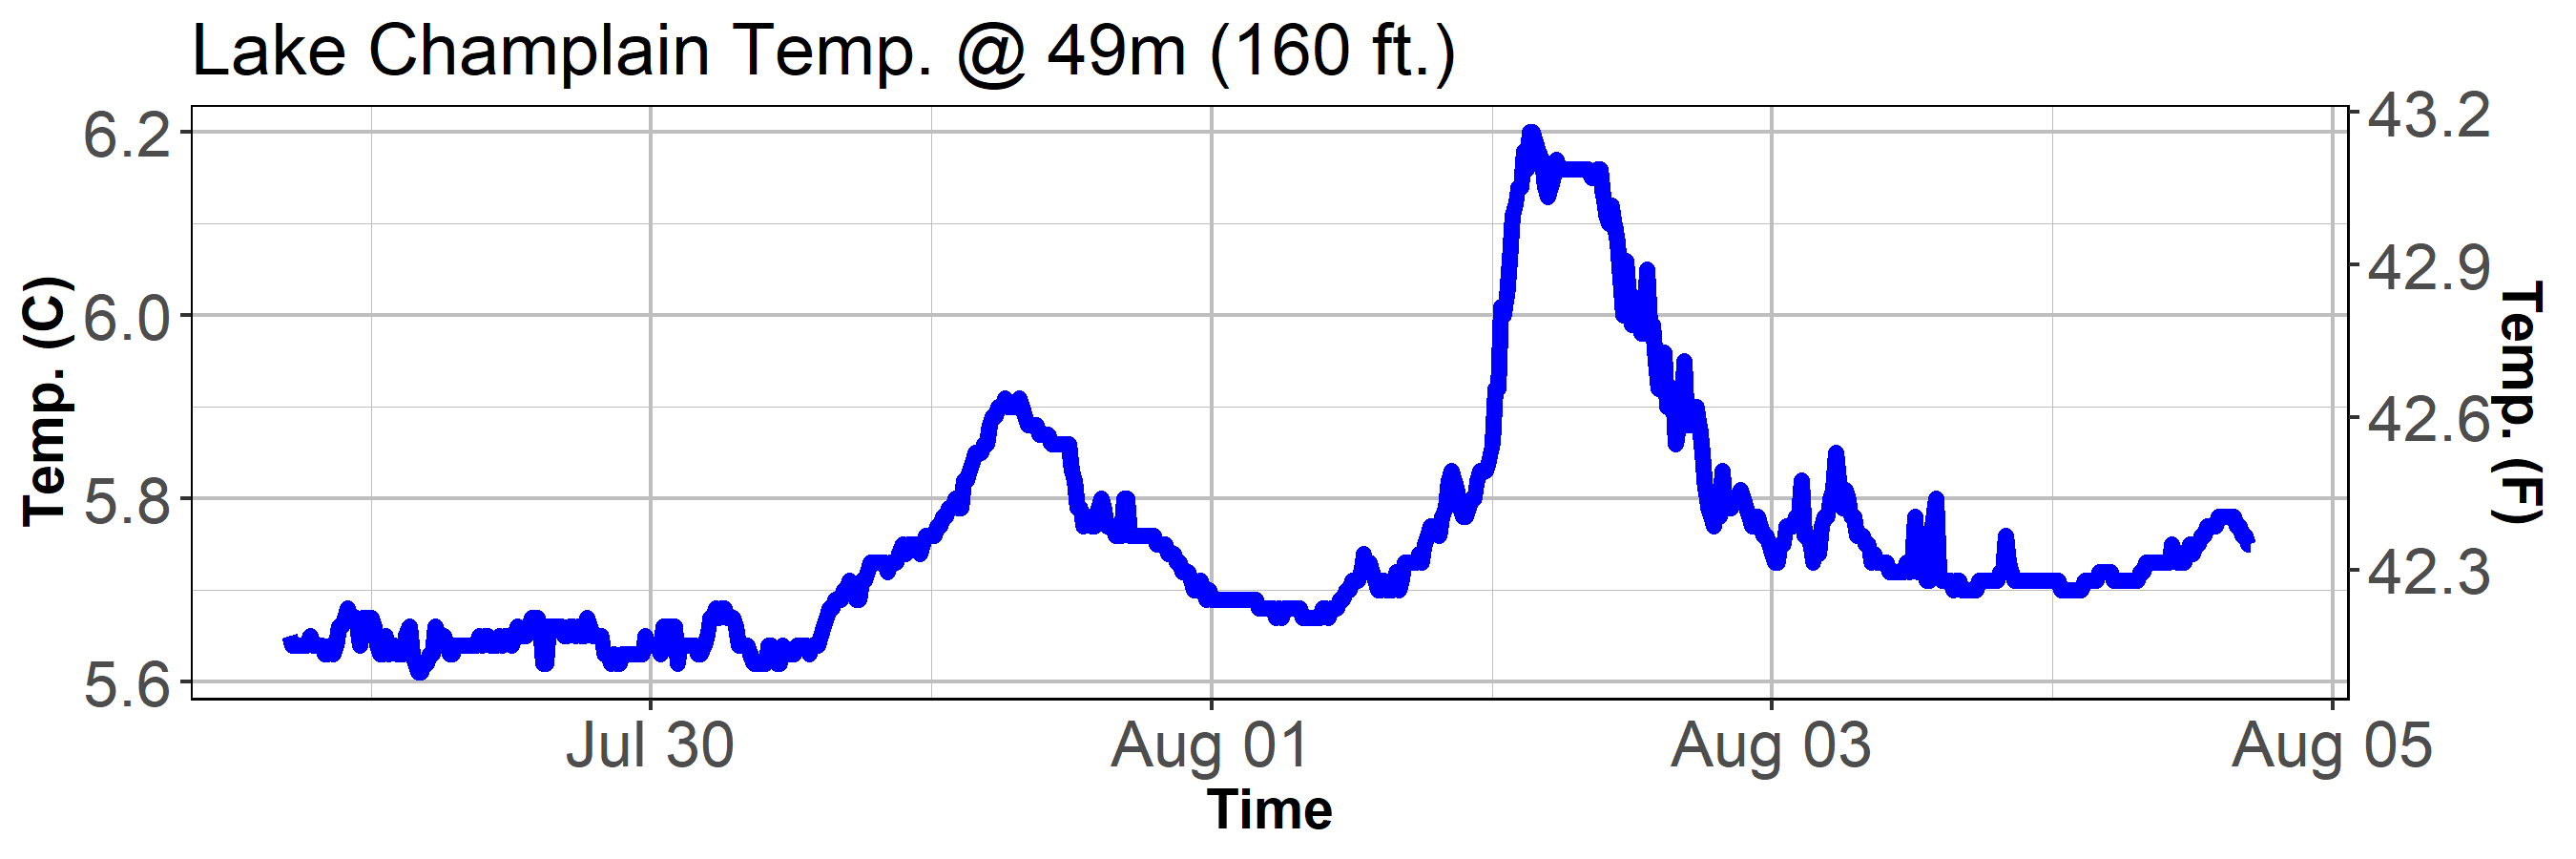 Lake Champlain Temp. @ 49m (160 ft.)
6.2
6.0
5.8
5.6
Temp. (C)
43.2
42.9
42.6
42.3
Temp. (F)
Jul 30 Aug 01 Aug 03 Aug 05
Time